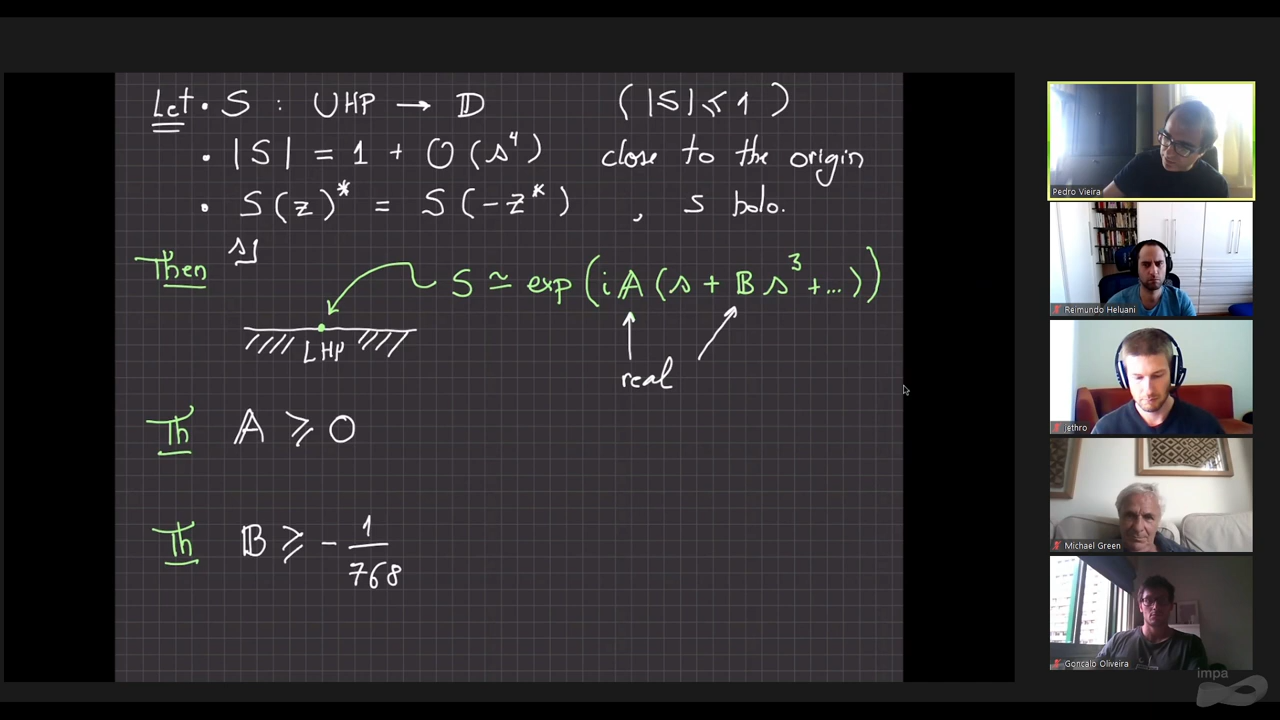 Let • S : UHP → 𝔻 ( |S| ≤ 1 )
• |S| = 1 + O(s⁴) close to the origin
• S(z)* = S(-z*) , S holo.
Then S ≃ exp(i A (s + B s³ + ...))
LHP
real
Th A ⩾ 0
Th B ⩾ - 1/768
Pedro Vieira
Reimundo Heluani
jethro
Michael Green
Goncalo Oliveira
impa